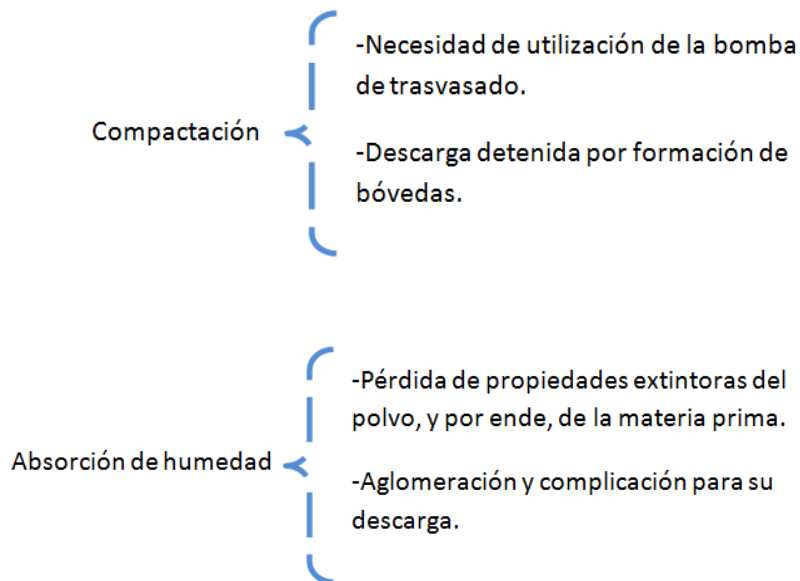 -Necesidad de utilización de la bomba
de trasvasado.
Compactación
-Descarga detenida por formación de
bóvedas.
-Pérdida de propiedades extintoras del
polvo, y por ende, de la materia prima.
Absorción de humedad
-Aglomeración y complicación para su
descarga.